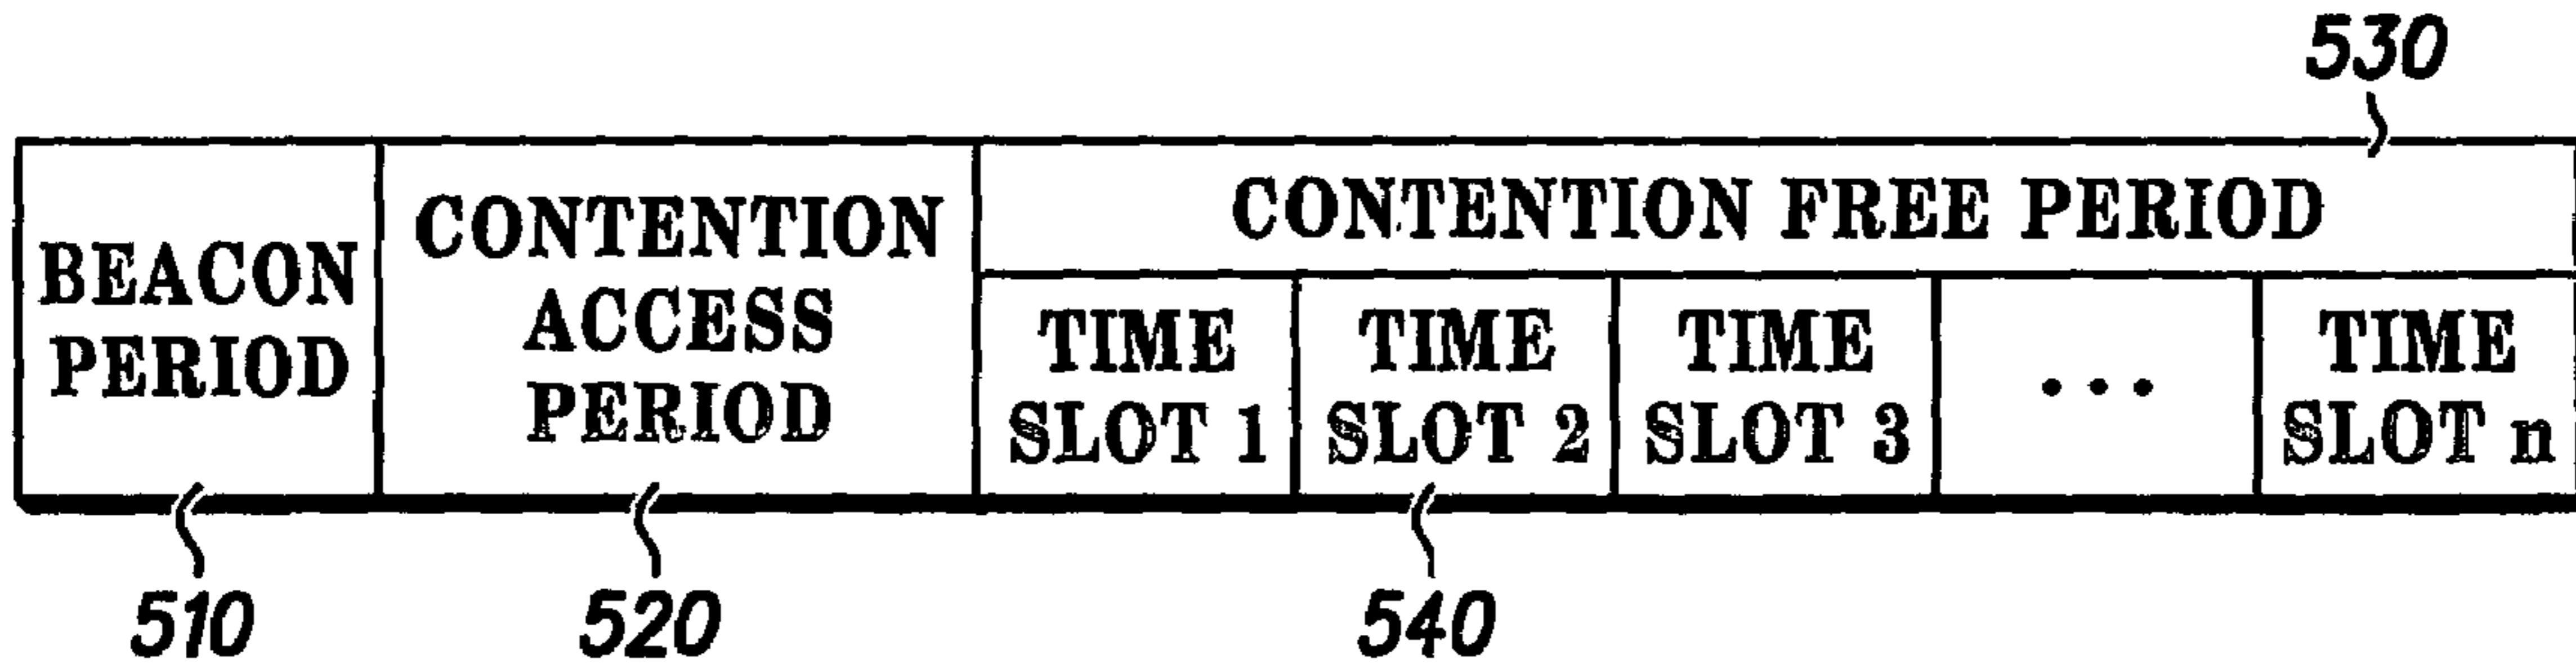 530
BEACON
PERIOD
CONTENTION
ACCESS
PERIOD
CONTENTION FREE PERIOD
TIME
SLOT 1
TIME
SLOT 2
TIME
SLOT 3
...
TIME
SLOT n
510
520
540